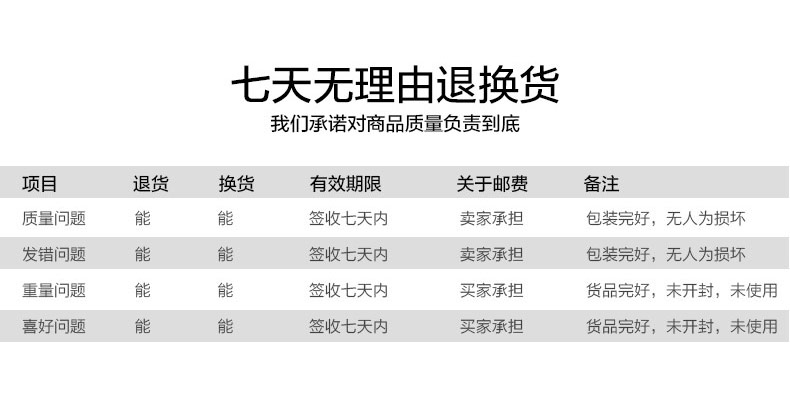 七天无理由退换货
我们承诺对商品质量负责到底
项目 退货 换货 有效期限 关于邮费 备注
质量问题 能 能 签收七天内 卖家承担 包装完好，无人为损坏
发错问题 能 能 签收七天内 卖家承担 包装完好，无人为损坏
重量问题 能 能 签收七天内 买家承担 货品完好，未开封，未使用
喜好问题 能 能 签收七天内 买家承担 货品完好，未开封，未使用